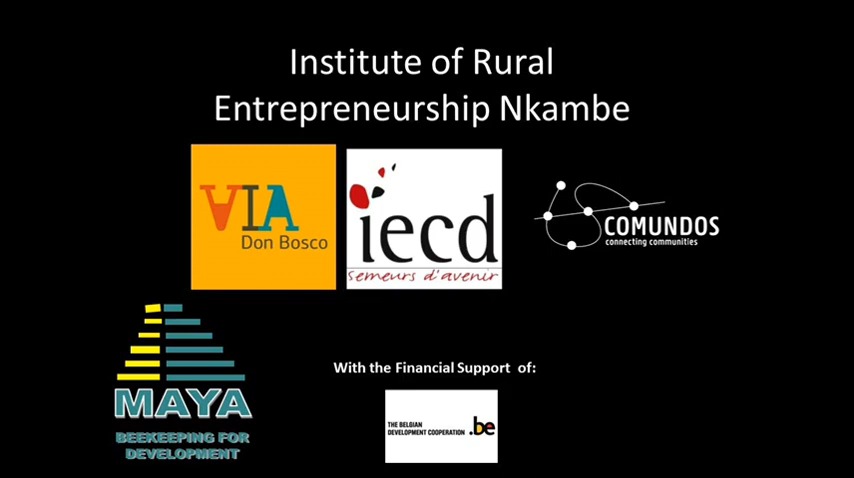 Institute of Rural
Entrepreneurship Nkambe
VIA
Don Bosco
iecd
semeurs d'avenir
COMUNDOS
connecting communities
MAYA
BEEKEEPING FOR
DEVELOPMENT
With the Financial Support of:
THE BELGIAN
DEVELOPMENT COOPERATION .be